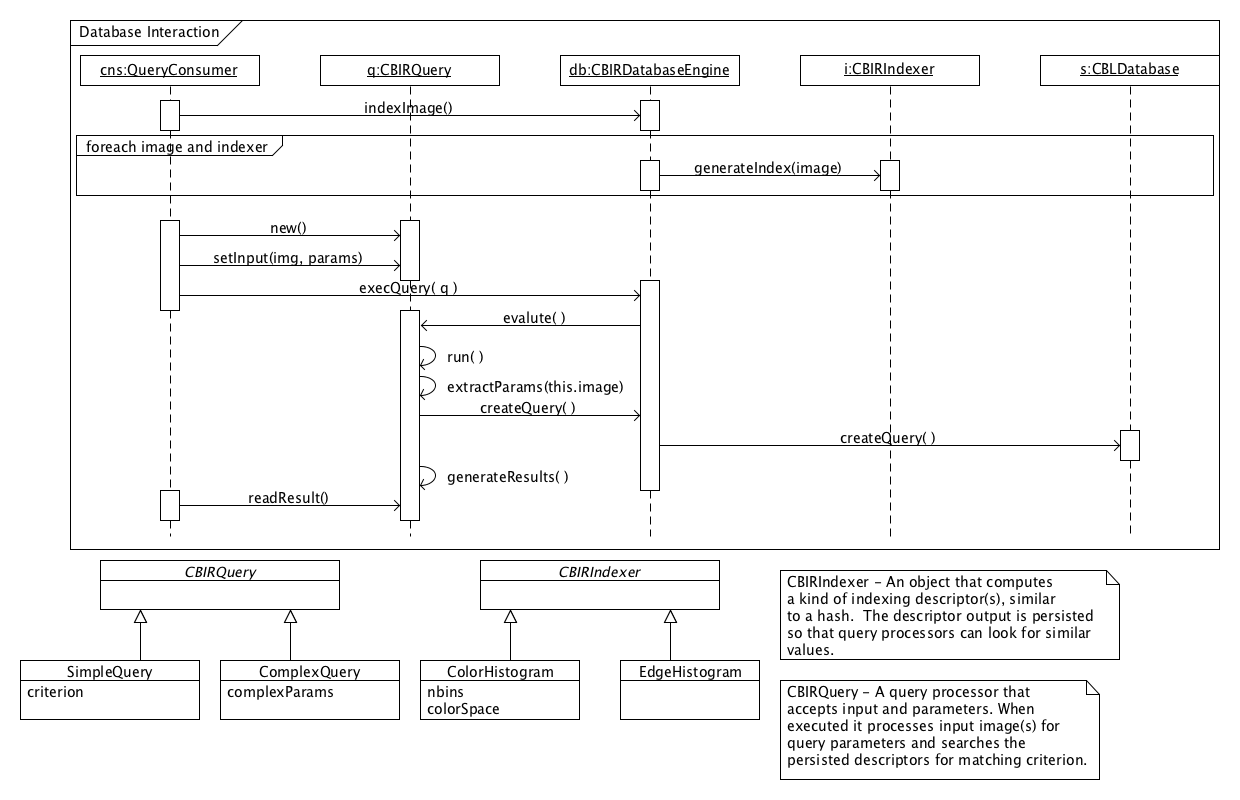 Database Interaction
cns:QueryConsumer
q:CBIRQuery
db:CBIRDatabaseEngine
i:CBIRIndexer
s:CBLDatabase
indexImage()
foreach image and indexer
generateIndex(image)
new()
setInput(img, params)
execQuery( q )
evalute( )
run( )
extractParams(this.image)
createQuery( )
createQuery( )
generateResults( )
readResult()
CBIRQuery
CBIRIndexer
SimpleQuery
criterion
ComplexQuery
complexParams
ColorHistogram
nbins
colorSpace
EdgeHistogram
CBIRIndexer – An object that computes
a kind of indexing descriptor(s), similar
to a hash.  The descriptor output is persisted
so that query processors can look for similar
values.
CBIRQuery – A query processor that
accepts input and parameters. When
executed it processes input image(s) for
query parameters and searches the
persisted descriptors for matching criterion.